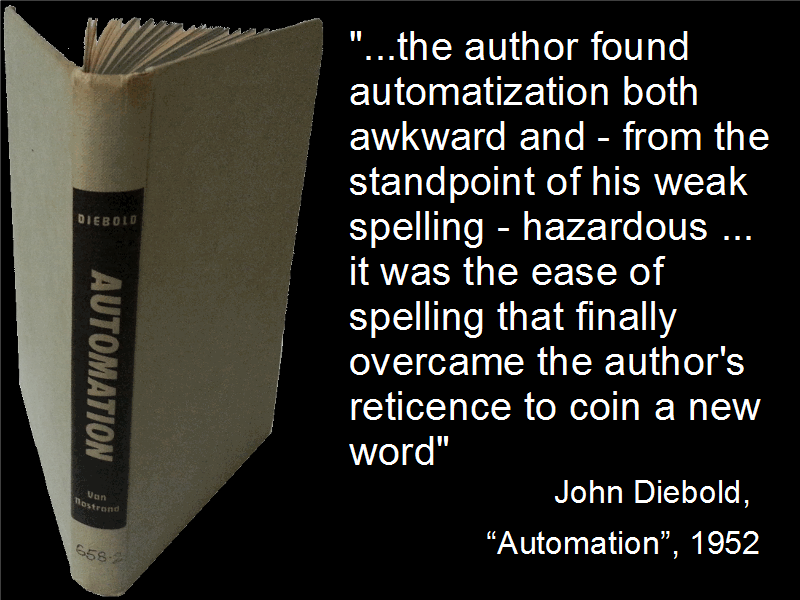 DIEBOLD
AUTOMATION
Van
Nostrand
658.2
"...the author found
automatization both
awkward and - from the
standpoint of his weak
spelling - hazardous ...
it was the ease of
spelling that finally
overcame the author's
reticence to coin a new
word"
John Diebold,
“Automation”, 1952